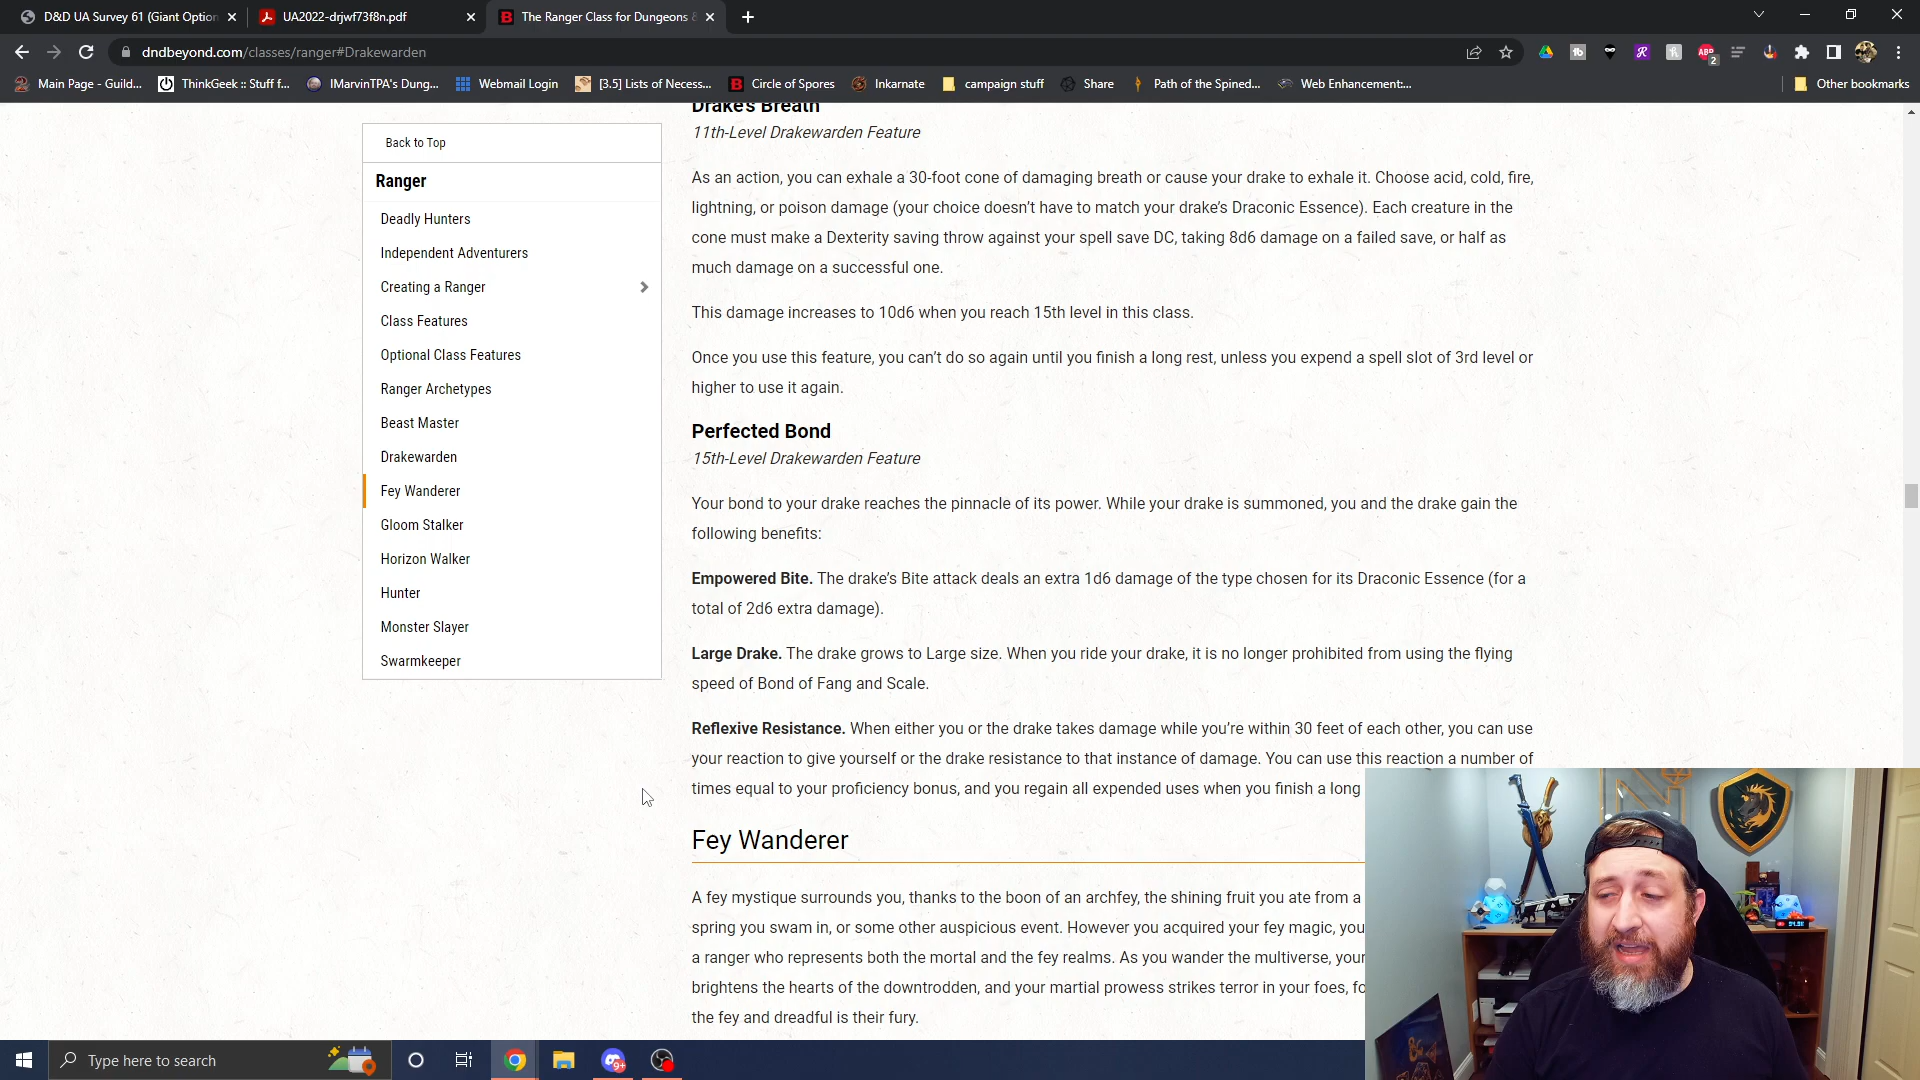 D&D UA Survey 61 (Giant Option
UA2022-drjwf73f8n.pdf
The Ranger Class for Dungeons &
dndbeyond.com/classes/ranger#Drakewarden
Main Page - Guild...
ThinkGeek :: Stuff f...
IMarvinTPA's Dung...
Webmail Login
[3.5] Lists of Necess...
Circle of Spores
Inkarnate
campaign stuff
Share
Path of the Spined...
Web Enhancement:...
Other bookmarks
Back to Top
Ranger
Deadly Hunters
Independent Adventurers
Creating a Ranger
Class Features
Optional Class Features
Ranger Archetypes
Beast Master
Drakewarden
Fey Wanderer
Gloom Stalker
Horizon Walker
Hunter
Monster Slayer
Swarmkeeper
Drake's Breath
11th-Level Drakewarden Feature
As an action, you can exhale a 30-foot cone of damaging breath or cause your drake to exhale it. Choose acid, cold, fire,
lightning, or poison damage (your choice doesn't have to match your drake's Draconic Essence). Each creature in the
cone must make a Dexterity saving throw against your spell save DC, taking 8d6 damage on a failed save, or half as
much damage on a successful one.
This damage increases to 10d6 when you reach 15th level in this class.
Once you use this feature, you can't do so again until you finish a long rest, unless you expend a spell slot of 3rd level or
higher to use it again.
Perfected Bond
15th-Level Drakewarden Feature
Your bond to your drake reaches the pinnacle of its power. While your drake is summoned, you and the drake gain the
following benefits:
Empowered Bite. The drake's Bite attack deals an extra 1d6 damage of the type chosen for its Draconic Essence (for a
total of 2d6 extra damage).
Large Drake. The drake grows to Large size. When you ride your drake, it is no longer prohibited from using the flying
speed of Bond of Fang and Scale.
Reflexive Resistance. When either you or the drake takes damage while you're within 30 feet of each other, you can use
your reaction to give yourself or the drake resistance to that instance of damage. You can use this reaction a number of
times equal to your proficiency bonus, and you regain all expended uses when you finish a long
Fey Wanderer
A fey mystique surrounds you, thanks to the boon of an archfey, the shining fruit you ate from a
spring you swam in, or some other auspicious event. However you acquired your fey magic, you
a ranger who represents both the mortal and the fey realms. As you wander the multiverse, your
brightens the hearts of the downtrodden, and your martial prowess strikes terror in your foes, fo
the fey and dreadful is their fury.
Type here to search